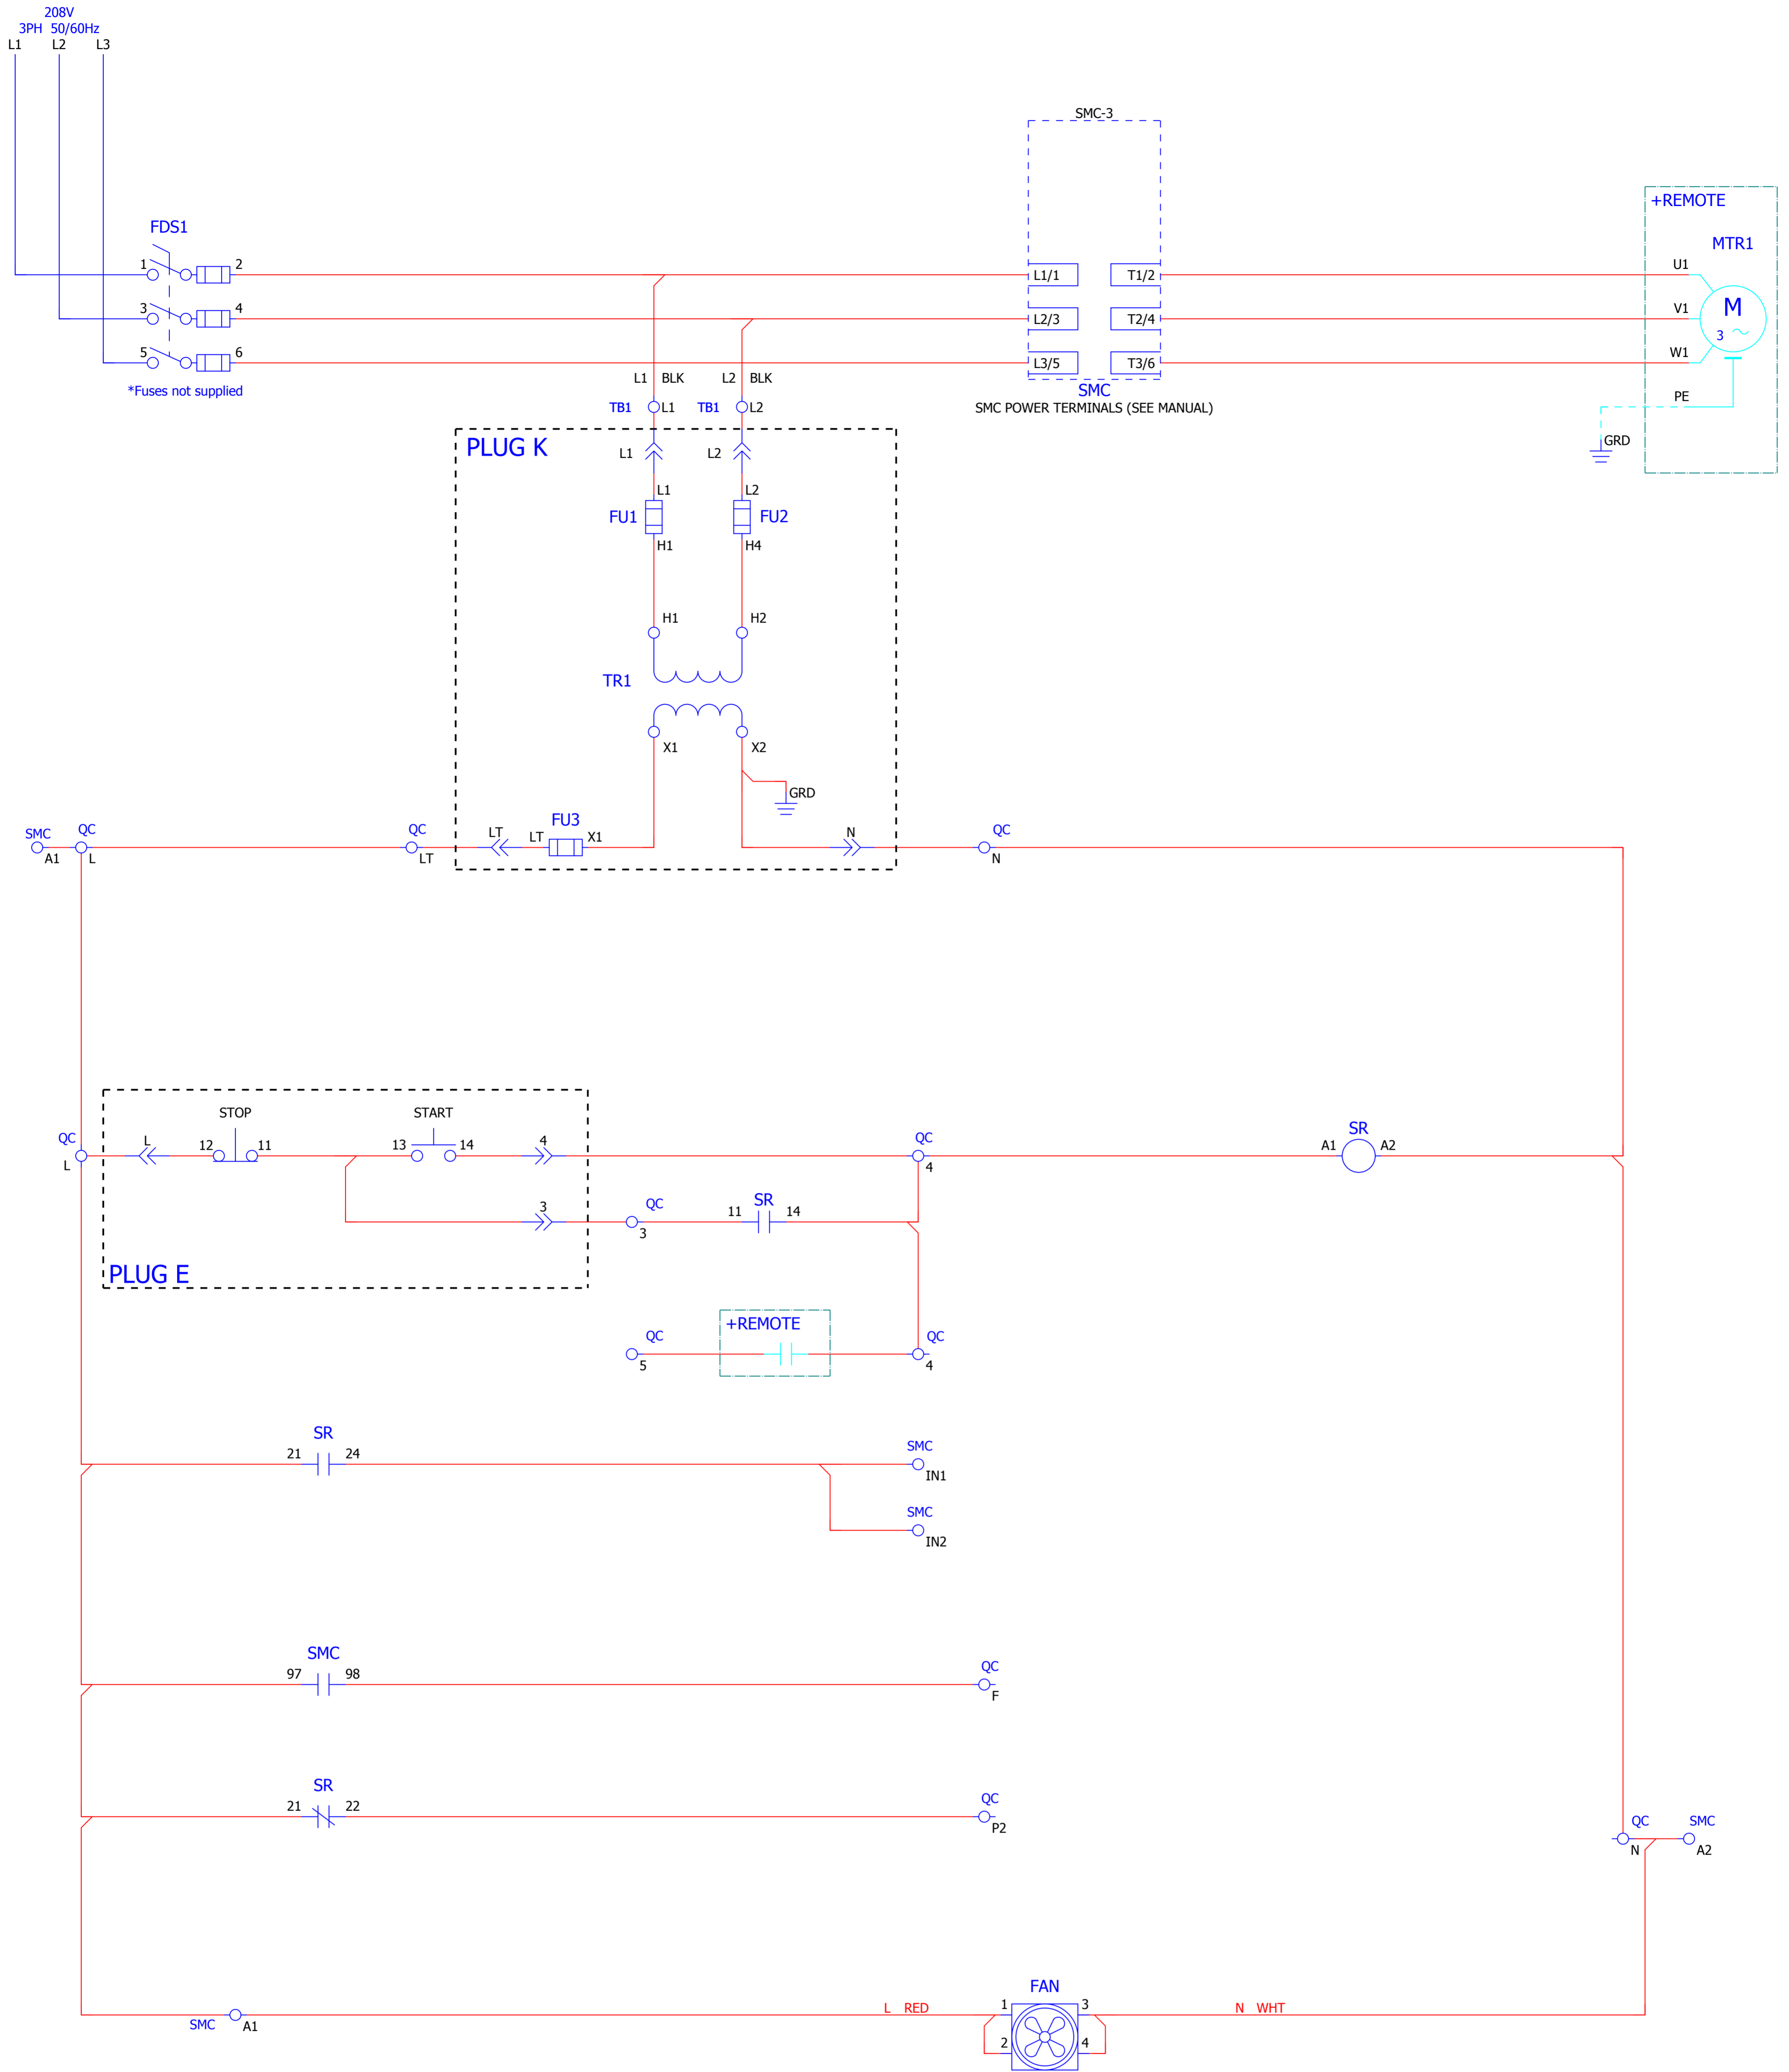 208V
3PH 50/60Hz
L1 L2 L3
SMC-3
+REMOTE
FDS1
MTR1
1 2 L1/1 T1/2 U1
3 4 L2/3 T2/4 V1 M
3
5 6 L3/5 T3/6 W1
*Fuses not supplied
L1 BLK L2 BLK
SMC
PE
TB1 L1 TB1 L2
SMC POWER TERMINALS (SEE MANUAL)
GRD
PLUG K
L1 L2
L1 L2
FU1 FU2
H1 H4
H1 H2
TR1
X1 X2
GRD
FU3
SMC QC QC LT LT X1 N QC
A1 L LT N
STOP START
QC L 12 11 13 14 4 QC SR
A1 A2
L 4
3 QC SR
11 14
3
PLUG E
+REMOTE
QC QC
5 4
SR
21 24 SMC
IN1
SMC
IN2
SMC
97 98 QC
F
SR
21 22 QC
P2
QC SMC
N A2
FAN
L RED 1 3 N WHT
SMC A1
2 4